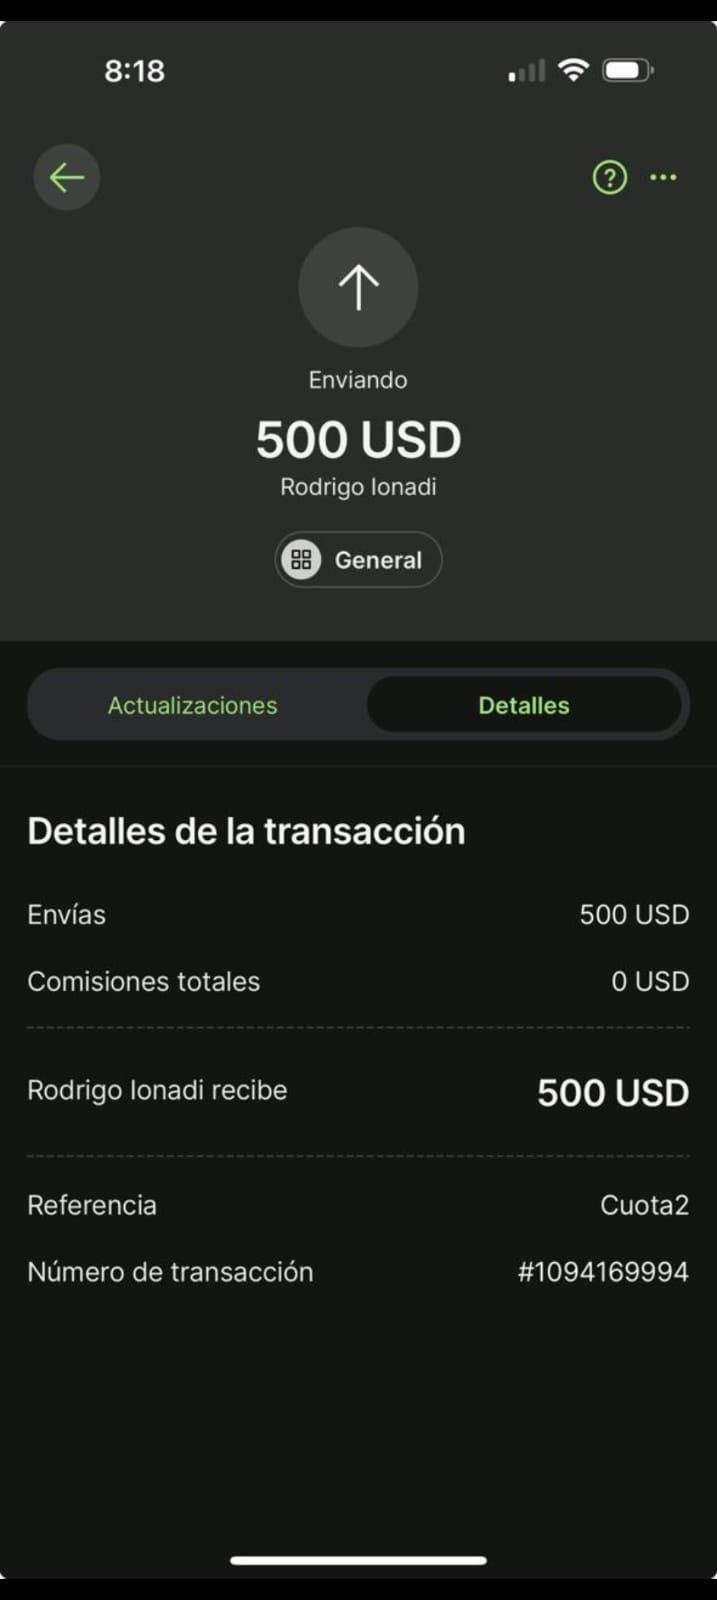 8:18
Enviando
500 USD
Rodrigo Ionadi
General
Actualizaciones Detalles
Detalles de la transacción
Envías 500 USD
Comisiones totales 0 USD
Rodrigo Ionadi recibe 500 USD
Referencia Cuota2
Número de transacción #1094169994